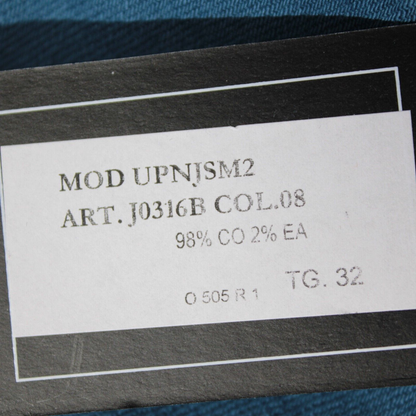 MOD UPNJSM2
ART. J0316B COL.08
98% CO 2% EA
O 505 R 1 TG. 32